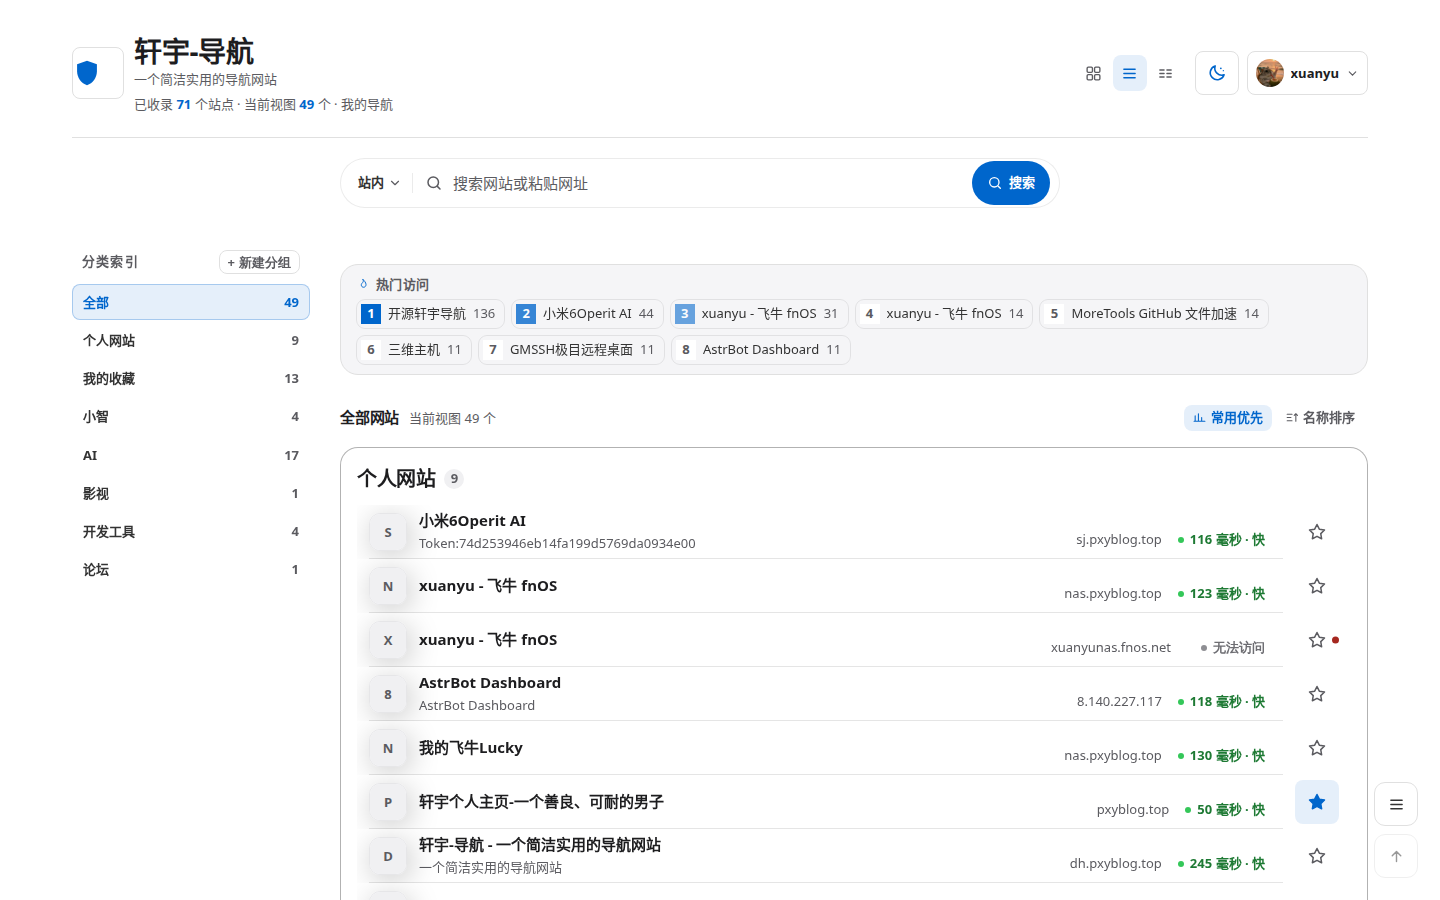 轩宇-导航
一个简洁实用的导航网站
已收录 71 个站点 · 当前视图 49 个 · 我的导航
xuanyu
站内
搜索网站或粘贴网址
搜索
分类索引
+ 新建分组
全部 49
个人网站 9
我的收藏 13
小智 4
AI 17
影视 1
开发工具 4
论坛 1
热门访问
1 开源轩宇导航 136
2 小米6Operit AI 44
3 xuanyu - 飞牛 fnOS 31
4 xuanyu - 飞牛 fnOS 14
5 MoreTools GitHub 文件加速 14
6 三维主机 11
7 GMSSH极目远程桌面 11
8 AstrBot Dashboard 11
全部网站 当前视图 49 个
常用优先
名称排序
个人网站 9
S
小米6Operit AI
Token:74d253946eb14fa199d5769da0934e00
sj.pxyblog.top 116 毫秒 · 快
N
xuanyu - 飞牛 fnOS
nas.pxyblog.top 123 毫秒 · 快
X
xuanyu - 飞牛 fnOS
xuanyunas.fnos.net 无法访问
8
AstrBot Dashboard
AstrBot Dashboard
8.140.227.117 118 毫秒 · 快
N
我的飞牛Lucky
nas.pxyblog.top 130 毫秒 · 快
P
轩宇个人主页-一个善良、可耐的男子
pxyblog.top 50 毫秒 · 快
D
轩宇-导航 - 一个简洁实用的导航网站
一个简洁实用的导航网站
dh.pxyblog.top 245 毫秒 · 快